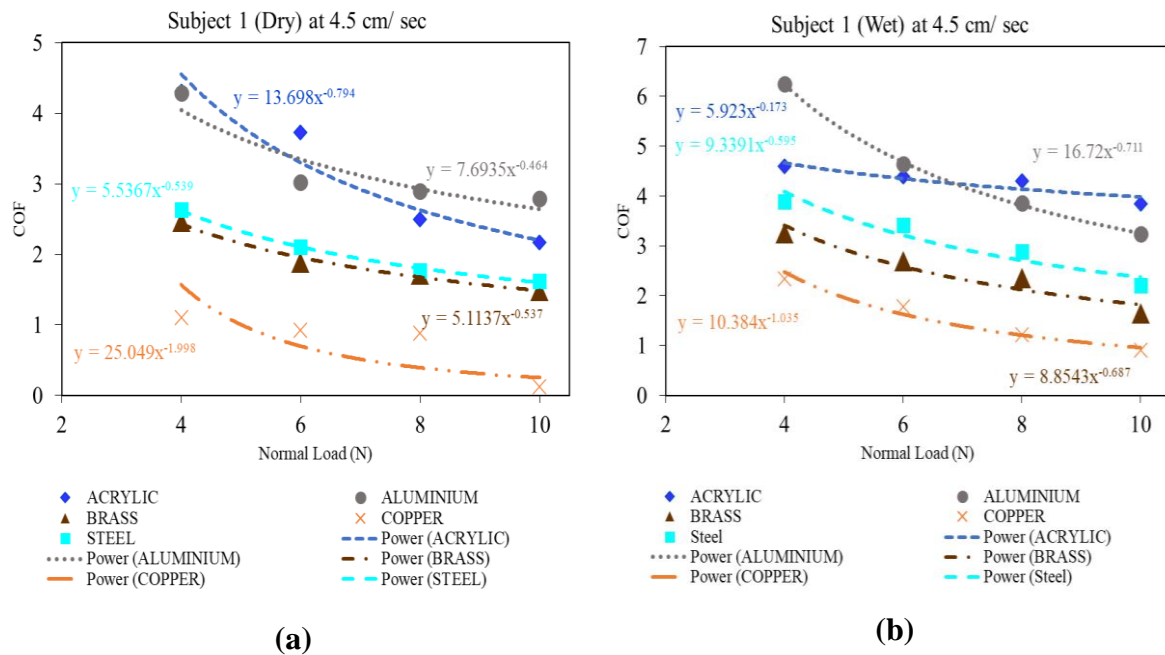 Subject 1 (Dry) at 4.5 cm/ sec
5
4
3
2
1
0
COF
y = 13.698x^-0.794
y = 7.6935x^-0.464
y = 5.5367x^-0.539
y = 5.1137x^-0.537
y = 25.049x^-1.998
2 4 6 8 10
Normal Load (N)
ACRYLIC ALUMINIUM
BRASS COPPER
STEEL Power (ACRYLIC)
Power (ALUMINIUM) Power (BRASS)
Power (COPPER) Power (STEEL)
(a)
Subject 1 (Wet) at 4.5 cm/ sec
7
6
5
4
3
2
1
0
COF
y = 5.923x^-0.173
y = 9.3391x^-0.595
y = 16.72x^-0.711
y = 10.384x^-1.035
y = 8.8543x^-0.687
2 4 6 8 10
Normal Load (N)
ACRYLIC ALUMINIUM
BRASS COPPER
Steel Power (ACRYLIC)
Power (ALUMINIUM) Power (BRASS)
Power (COPPER) Power (Steel)
(b)